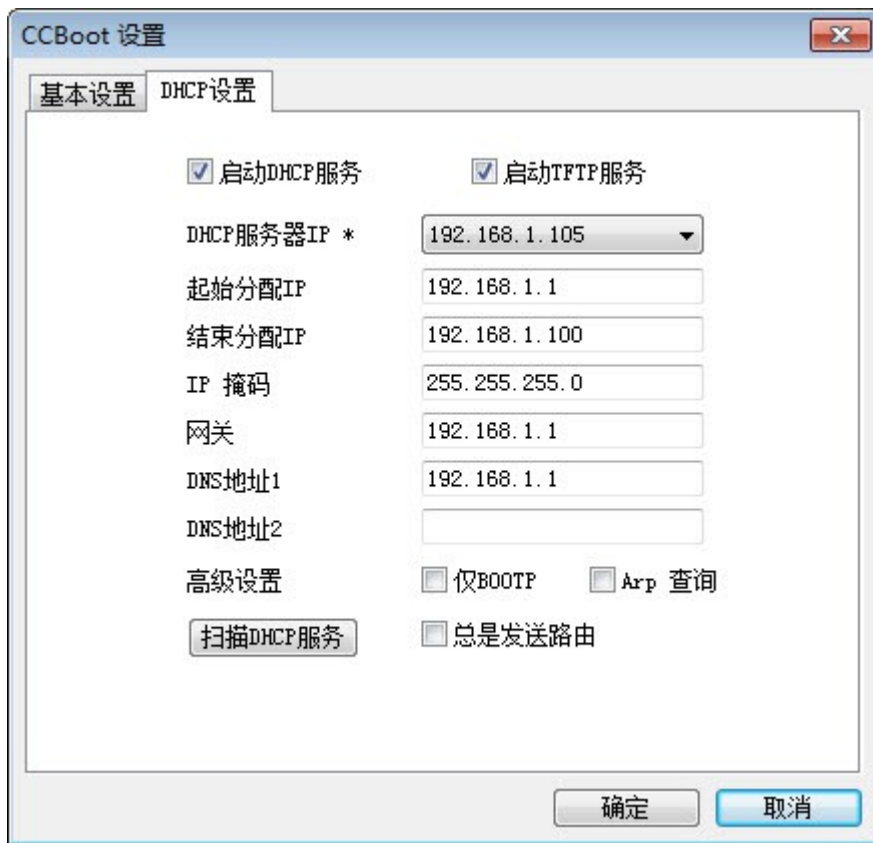 CCBoot 设置
基本设置 DHCP设置
启动DHCP服务 启动TFTP服务
DHCP服务器IP * 192.168.1.105
起始分配IP 192.168.1.1
结束分配IP 192.168.1.100
IP 掩码 255.255.255.0
网关 192.168.1.1
DNS地址1 192.168.1.1
DNS地址2
高级设置 仅BOOTP Arp 查询
扫描DHCP服务 总是发送路由
确定 取消